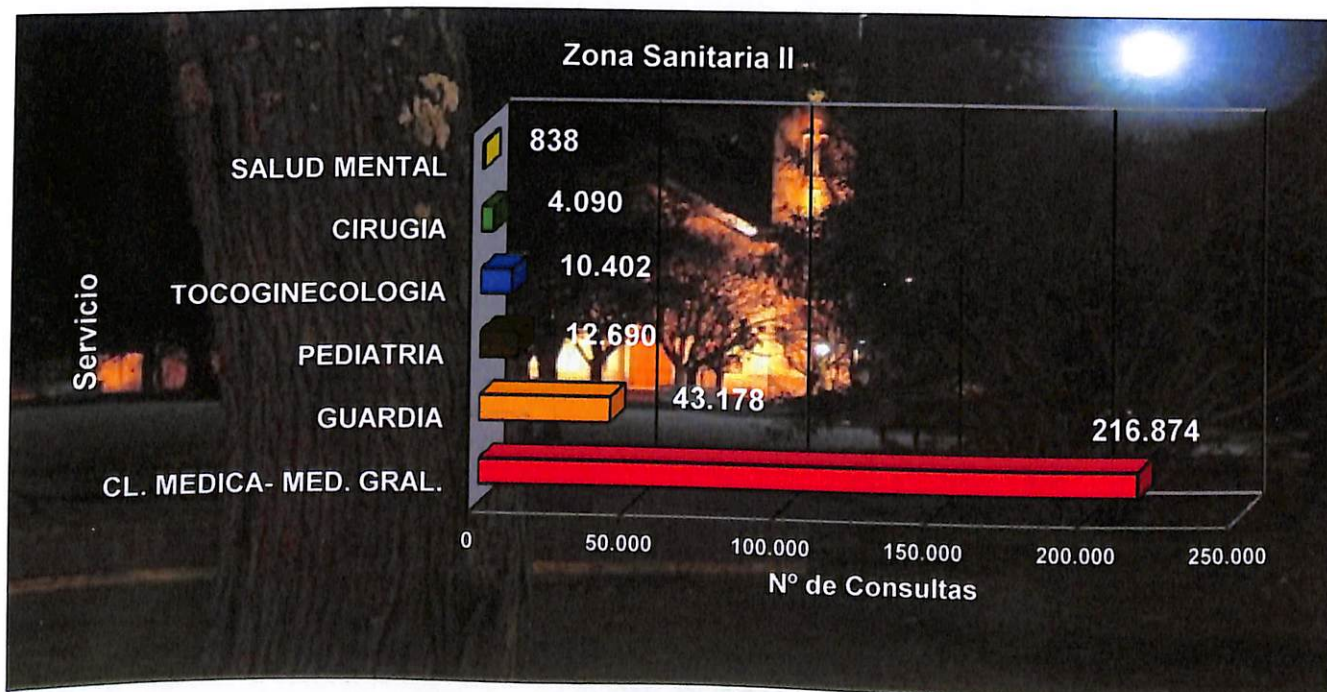 Zona Sanitaria II
Servicio
SALUD MENTAL 838
CIRUGIA 4.090
TOCOGINECOLOGIA 10.402
PEDIATRIA 12.690
GUARDIA 43.178
CL. MEDICA- MED. GRAL. 216.874
0 50.000 100.000 150.000 200.000 250.000
Nº de Consultas